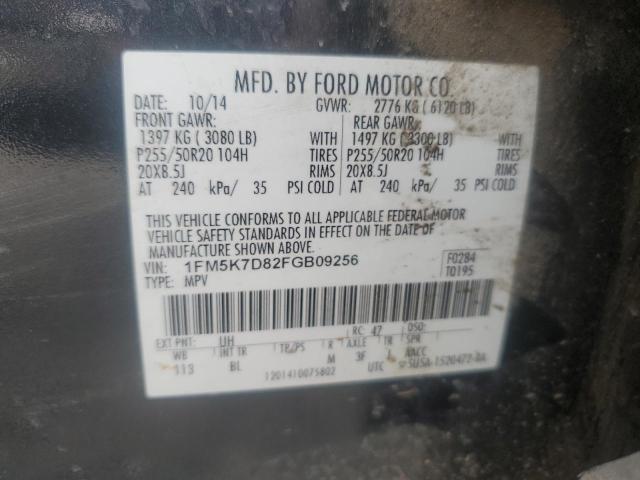 MFD. BY FORD MOTOR CO.
DATE: 10/14 GVWR: 2776 KG ( 6120 LB)
FRONT GAWR: REAR GAWR:
1397 KG ( 3080 LB) WITH 1497 KG ( 3300 LB) WITH
P255/50R20 104H TIRES P255/50R20 104H TIRES
20X8.5J RIMS 20X8.5J RIMS
AT 240 kPa/ 35 PSI COLD AT 240 kPa/ 35 PSI COLD
THIS VEHICLE CONFORMS TO ALL APPLICABLE FEDERAL MOTOR
VEHICLE SAFETY STANDARDS IN EFFECT ON THE DATE OF
MANUFACTURE SHOWN ABOVE.
VIN: 1FM5K7D82FGB09256 F0284
TYPE: MPV T0195
EXT PNT: UH RC: 47 DSO:
WB INT TR TP/PS R AXLE TR SPR
113 BL M 3F AACC
1201410075802 UTC